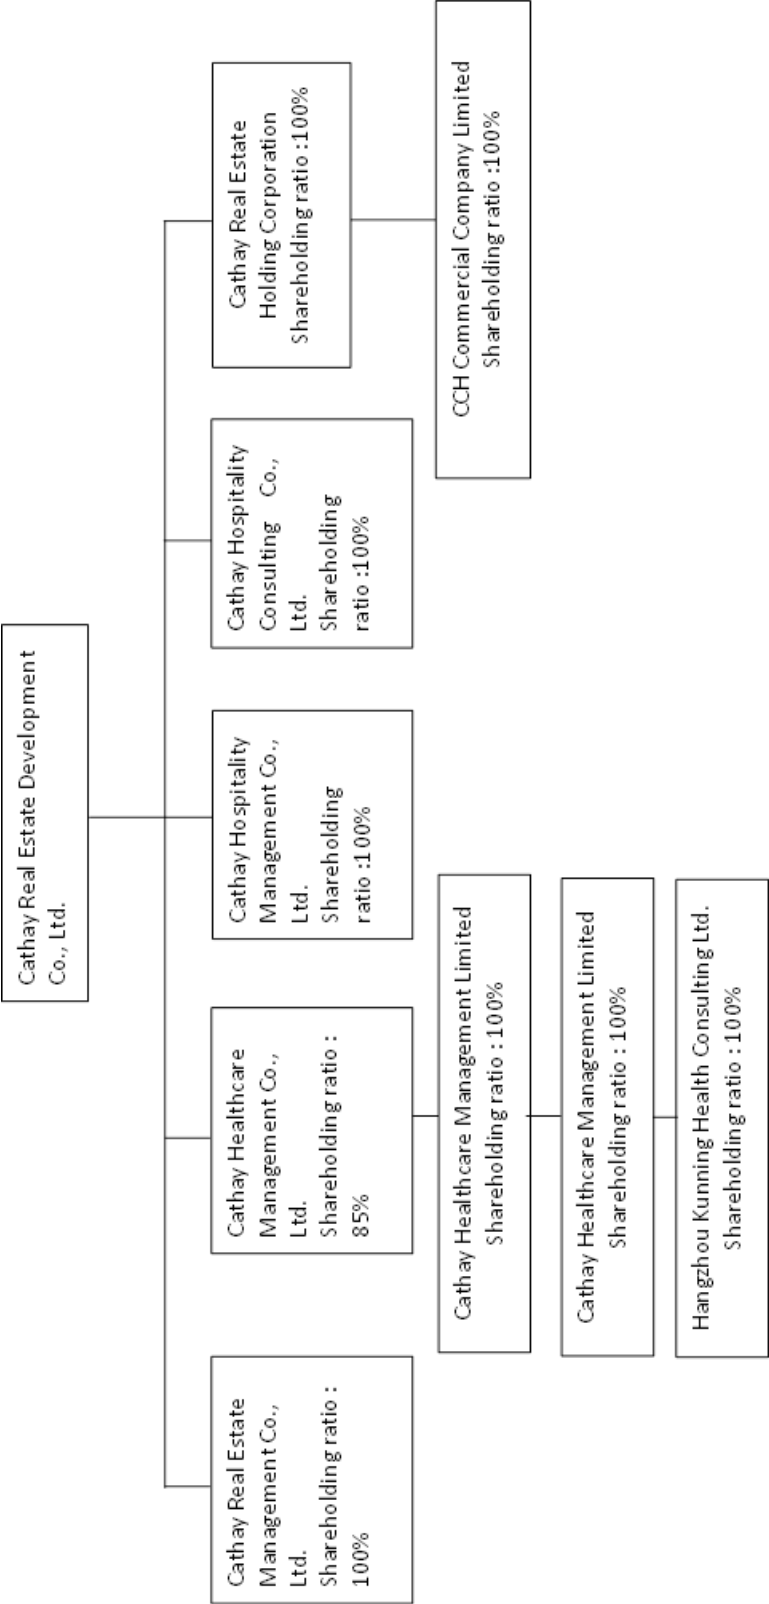 Cathay Real Estate Development
Co., Ltd.
Cathay Real Estate
Management Co.,
Ltd.
Shareholding ratio :
100%
Cathay Healthcare
Management Co.,
Ltd.
Shareholding ratio :
85%
Cathay Hospitality
Management Co.,
Ltd.
Shareholding
ratio :100%
Cathay Hospitality
Consulting Co.,
Ltd.
Shareholding
ratio :100%
Cathay Real Estate
Holding Corporation
Shareholding ratio :100%
Cathay Healthcare Management Limited
Shareholding ratio : 100%
CCH Commercial Company Limited
Shareholding ratio :100%
Cathay Healthcare Management Limited
Shareholding ratio : 100%
Hangzhou Kunning Health Consulting Ltd.
Shareholding ratio : 100%